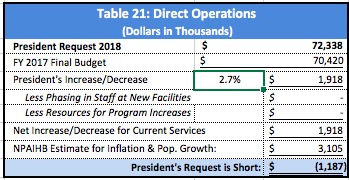 Table 21: Direct Operations
(Dollars in Thousands)
President Request 2018 $ 72,338
FY 2017 Final Budget $ 70,420
President's Increase/Decrease 2.7% $ 1,918
Less Phasing in Staff at New Facilities $ -
Less Resources for Program Increases $ -
Net Increase/Decrease for Current Services $ 1,918
NPAIHB Estimate for Inflation & Pop. Growth: $ 3,105
President's Request is Short: $ (1,187)